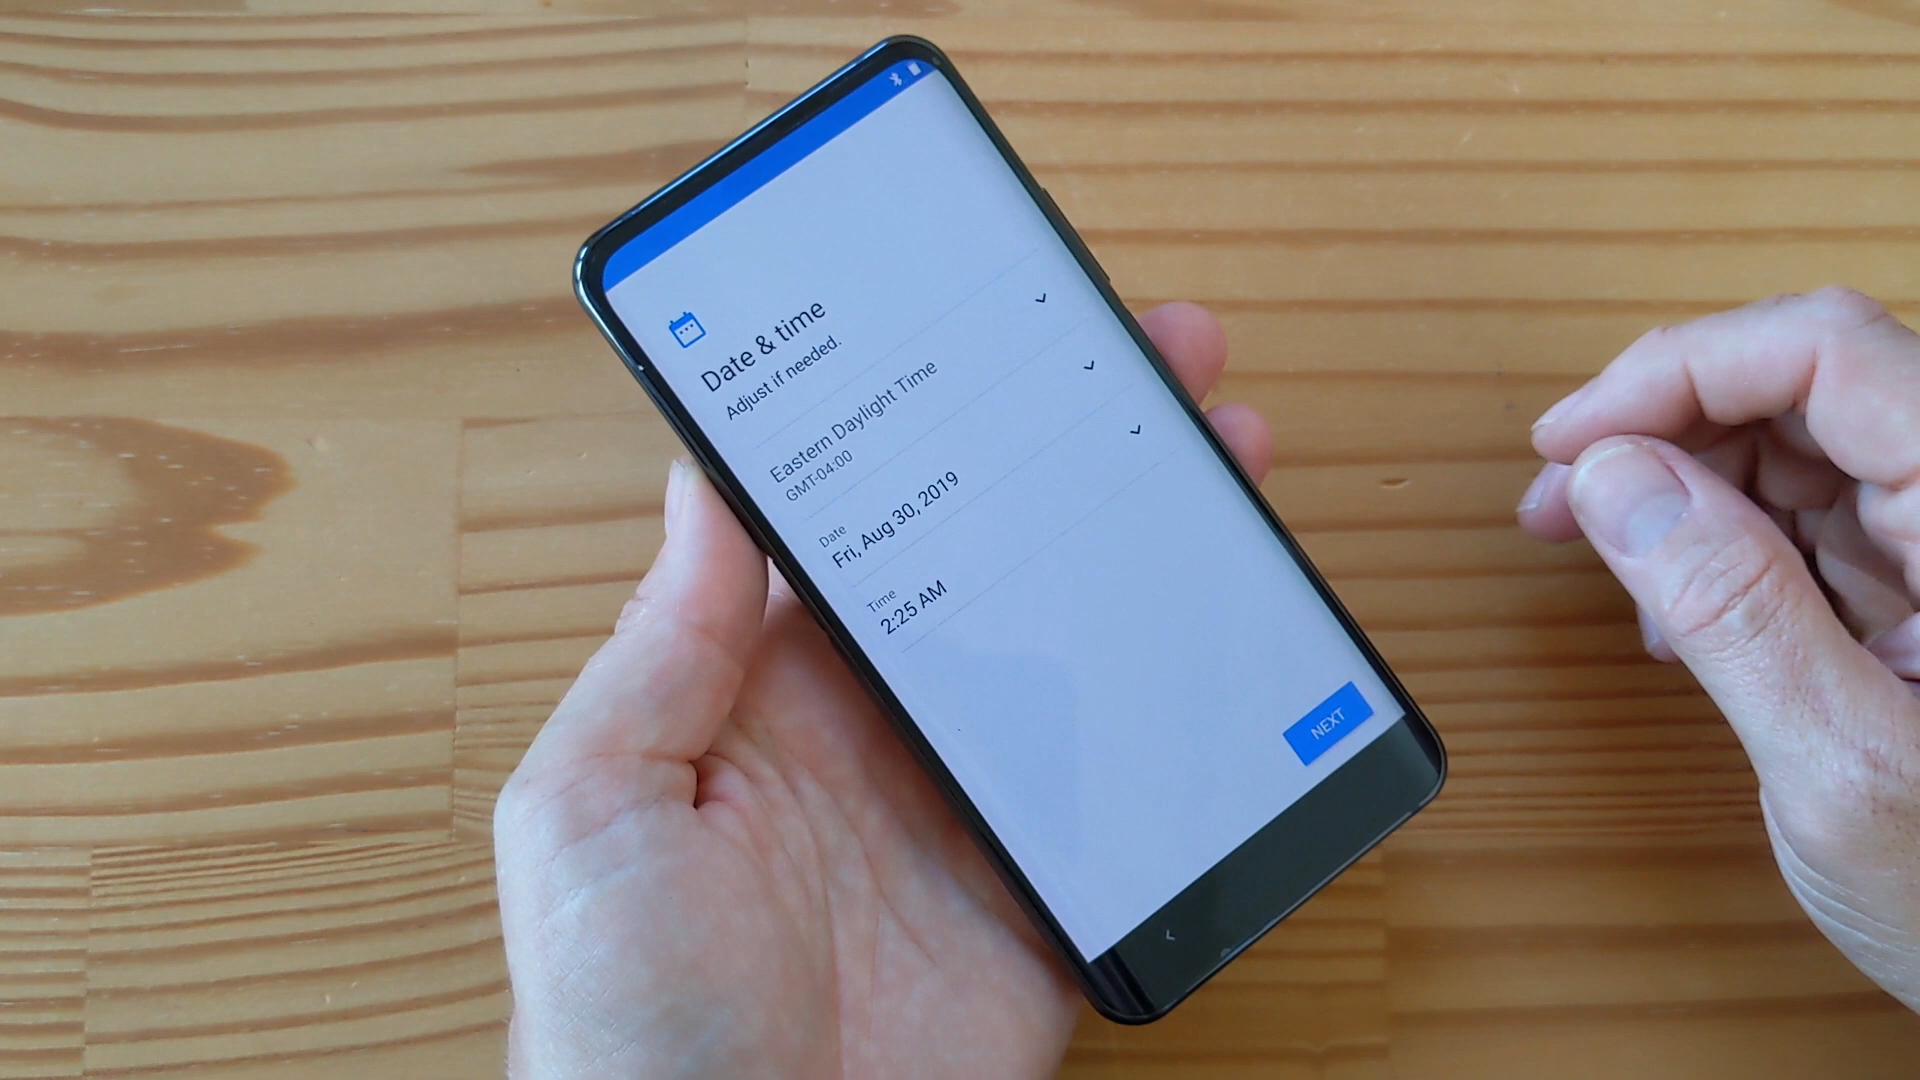 Date & time
Adjust if needed.
Eastern Daylight Time
GMT-04:00
Date
Fri, Aug 30, 2019
Time
2:25 AM
NEXT